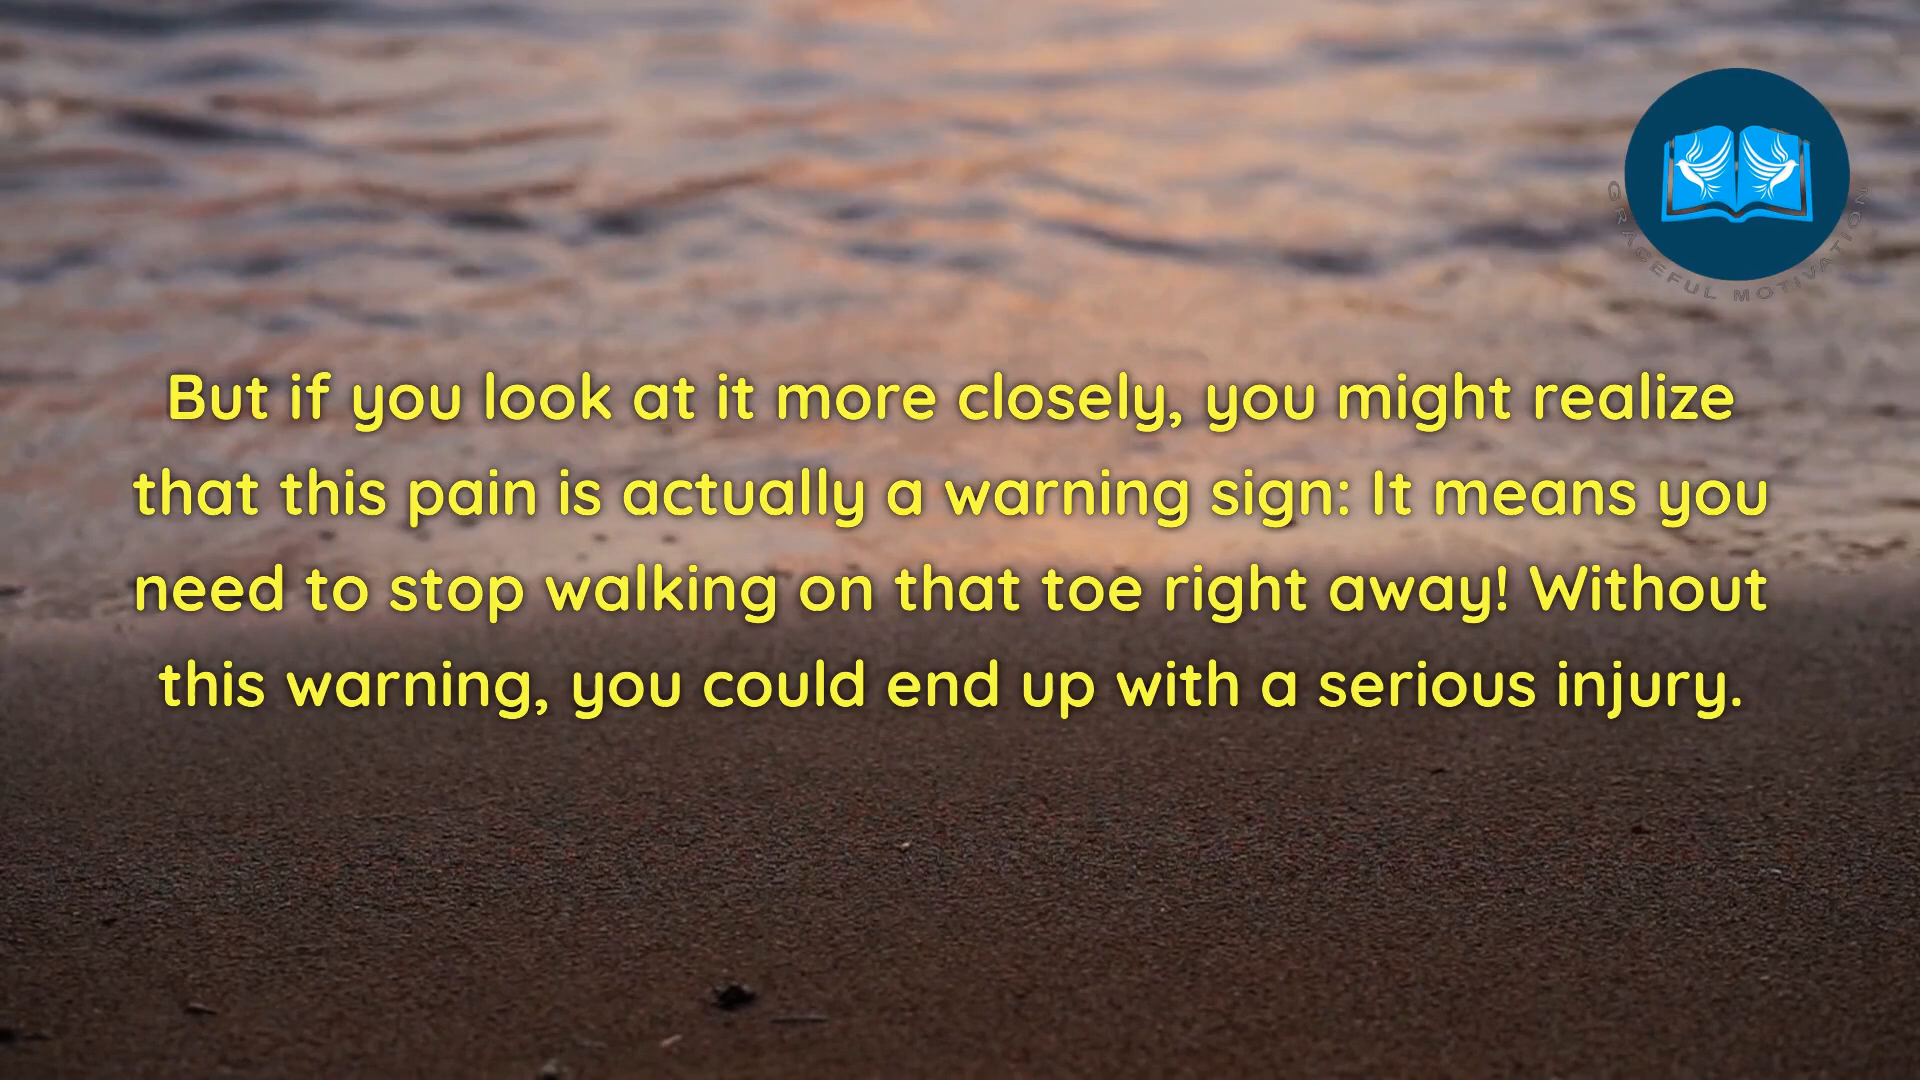 GRACEFUL MOTIVATION
But if you look at it more closely, you might realize
that this pain is actually a warning sign: It means you
need to stop walking on that toe right away! Without
this warning, you could end up with a serious injury.